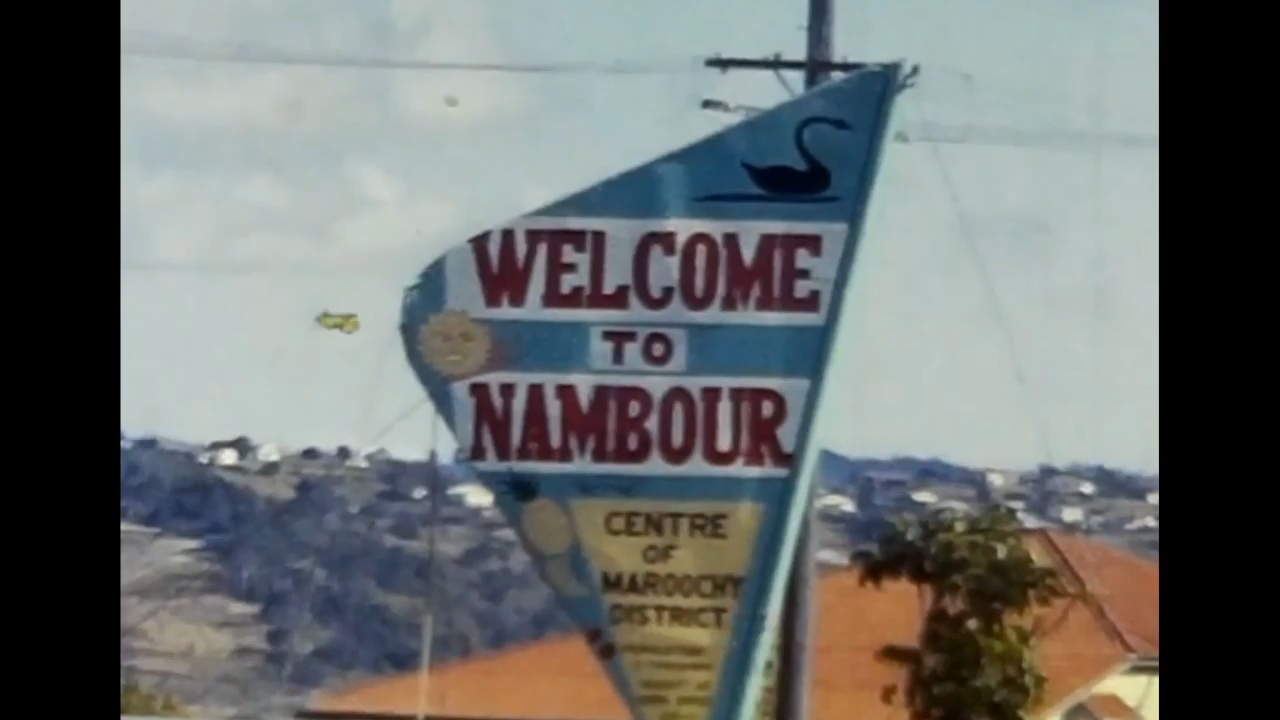 WELCOME
TO
NAMBOUR
CENTRE
OF
MAROOCHY
DISTRICT